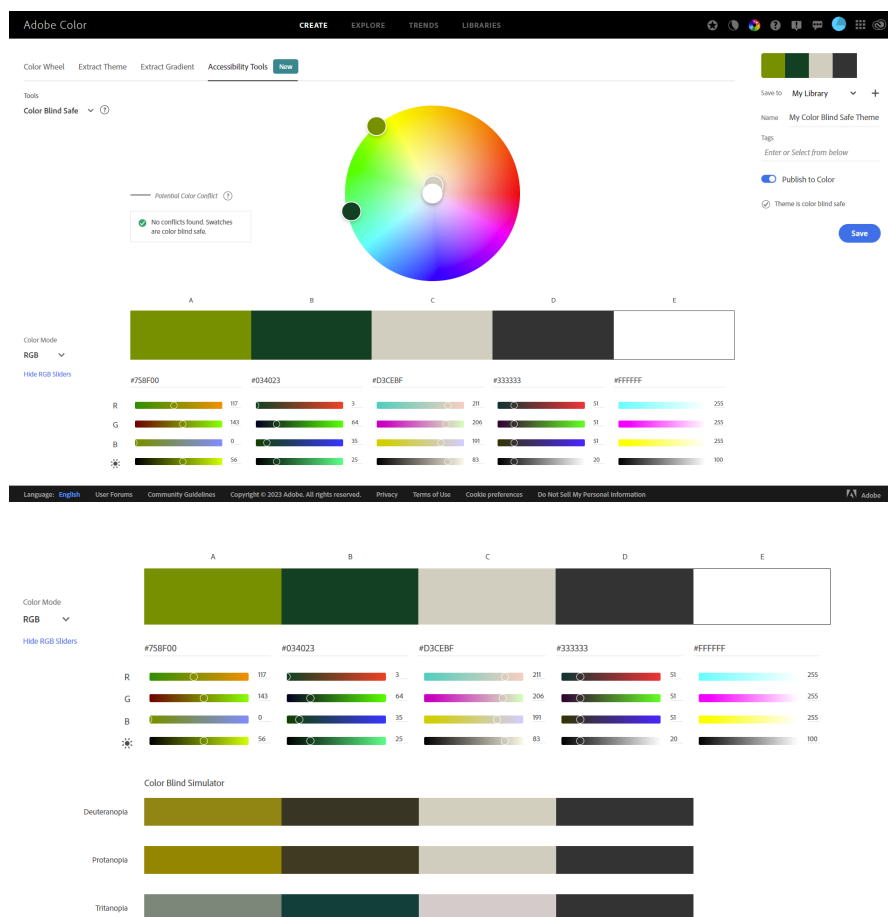 Adobe Color CREATE EXPLORE TRENDS LIBRARIES
Color Wheel Extract Theme Extract Gradient Accessibility Tools New
Tools
Color Blind Safe
Potential Color Conflict
No conflicts found. Swatches
are color blind safe.
Save to My Library
Name My Color Blind Safe Theme
Tags
Enter or Select from below
Publish to Color
Theme is color blind safe
Save
A B C D E
Color Mode
RGB
Hide RGB Sliders
#758F00 #034023 #D3CEBF #333333 #FFFFFF
R 117 3 211 51 255
G 143 64 206 51 255
B 0 35 191 51 255
56 25 83 20 100
Language: English User Forums Community Guidelines Copyright © 2023 Adobe. All rights reserved. Privacy Terms of Use Cookie preferences Do Not Sell My Personal Information Adobe
A B C D E
Color Mode
RGB
Hide RGB Sliders
#758F00 #034023 #D3CEBF #333333 #FFFFFF
R 117 3 211 51 255
G 143 64 206 51 255
B 0 35 191 51 255
56 25 83 20 100
Color Blind Simulator
Deuteranopia
Protanopia
Tritanopia